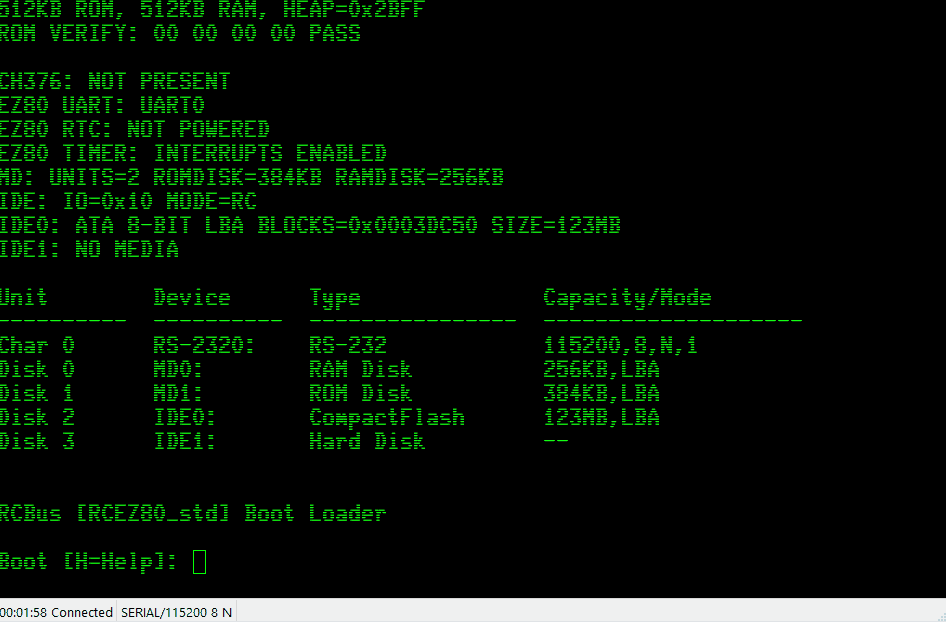 512KB ROM, 512KB RAM, HEAP=0x2BFF
ROM VERIFY: 00 00 00 00 PASS
CH376: NOT PRESENT
EZ80 UART: UART0
EZ80 RTC: NOT POWERED
EZ80 TIMER: INTERRUPTS ENABLED
MD: UNITS=2 ROMDISK=384KB RAMDISK=256KB
IDE: IO=0x10 MODE=RC
IDE0: ATA 8-BIT LBA BLOCKS=0x0003DC50 SIZE=123MB
IDE1: NO MEDIA
Unit Device Type Capacity/Mode
---------- ---------- ---------------- --------------------
Char 0 RS-2320: RS-232 115200,8,N,1
Disk 0 MD0: RAM Disk 256KB,LBA
Disk 1 MD1: ROM Disk 384KB,LBA
Disk 2 IDE0: CompactFlash 123MB,LBA
Disk 3 IDE1: Hard Disk --
RCBus [RCEZ80_std] Boot Loader
Boot [H=Help]:
00:01:58 Connected SERIAL/115200 8 N